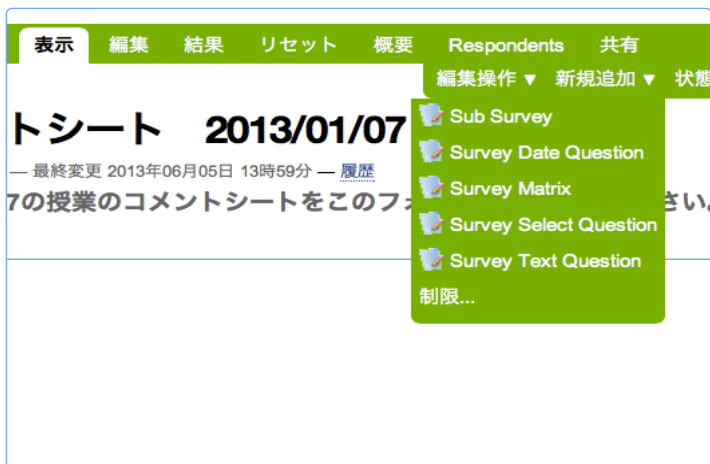 表示 編集 結果 リセット 概要 Respondents 共有
編集操作 ▼ 新規追加 ▼ 状態
トシート 2013/01/07
— 最終変更 2013年06月05日 13時59分 — 履歴
7の授業のコメントシートをこのフォ さい。
Sub Survey
Survey Date Question
Survey Matrix
Survey Select Question
Survey Text Question
制限...